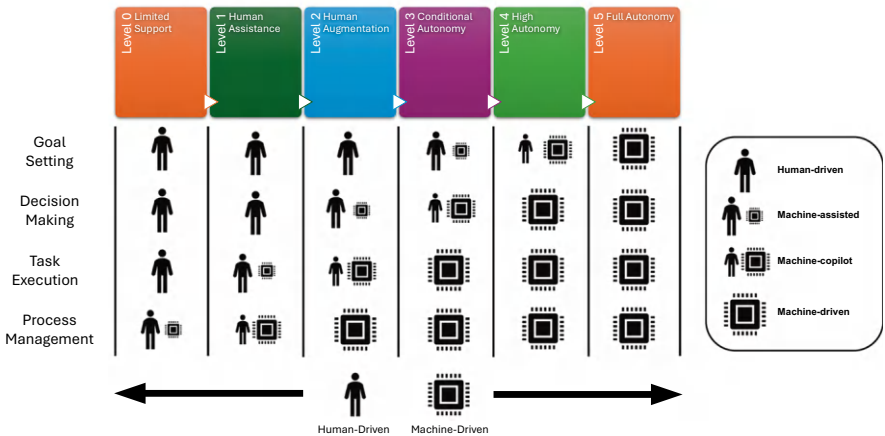 Level 0
Limited
Support
Level 1
Human
Assistance
Level 2
Human
Augmentation
Level 3
Conditional
Autonomy
Level 4
High
Autonomy
Level 5
Full Autonomy
Goal
Setting
Decision
Making
Task
Execution
Process
Management
Human-driven
Machine-assisted
Machine-copilot
Machine-driven
Human-Driven
Machine-Driven